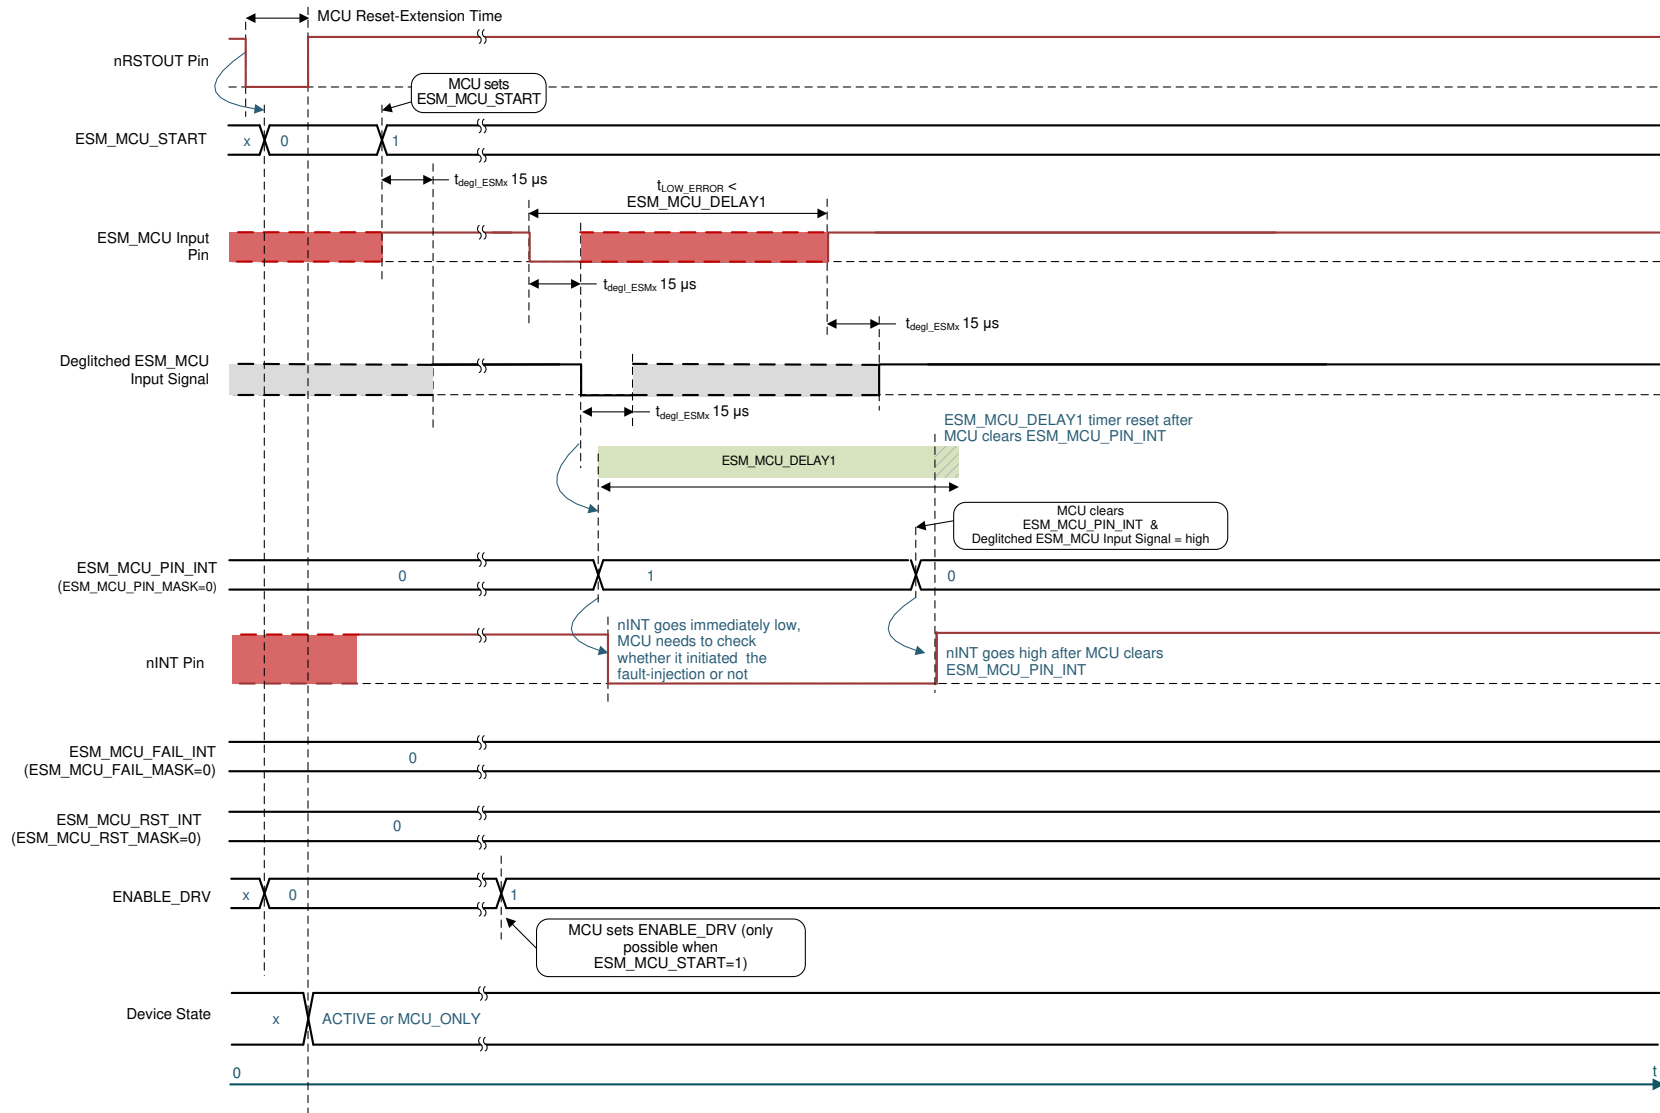 MCU Reset-Extension Time
nRSTOUT Pin
MCU sets
ESM_MCU_START
ESM_MCU_START
x
0
1
tdegl_ESMx 15 µs
tLOW_ERROR <
ESM_MCU_DELAY1
ESM_MCU Input
Pin
tdegl_ESMx 15 µs
tdegl_ESMx 15 µs
Deglitched ESM_MCU
Input Signal
tdegl_ESMx 15 µs
ESM_MCU_DELAY1 timer reset after
MCU clears ESM_MCU_PIN_INT
ESM_MCU_DELAY1
MCU clears
ESM_MCU_PIN_INT &
Deglitched ESM_MCU Input Signal = high
ESM_MCU_PIN_INT
(ESM_MCU_PIN_MASK=0)
0
1
0
nINT Pin
nINT goes immediately low,
MCU needs to check
whether it initiated the
fault-injection or not
nINT goes high after MCU clears
ESM_MCU_PIN_INT
ESM_MCU_FAIL_INT
(ESM_MCU_FAIL_MASK=0)
0
ESM_MCU_RST_INT
(ESM_MCU_RST_MASK=0)
0
ENABLE_DRV
x
0
1
MCU sets ENABLE_DRV (only
possible when
ESM_MCU_START=1)
Device State
x
ACTIVE or MCU_ONLY
0
t